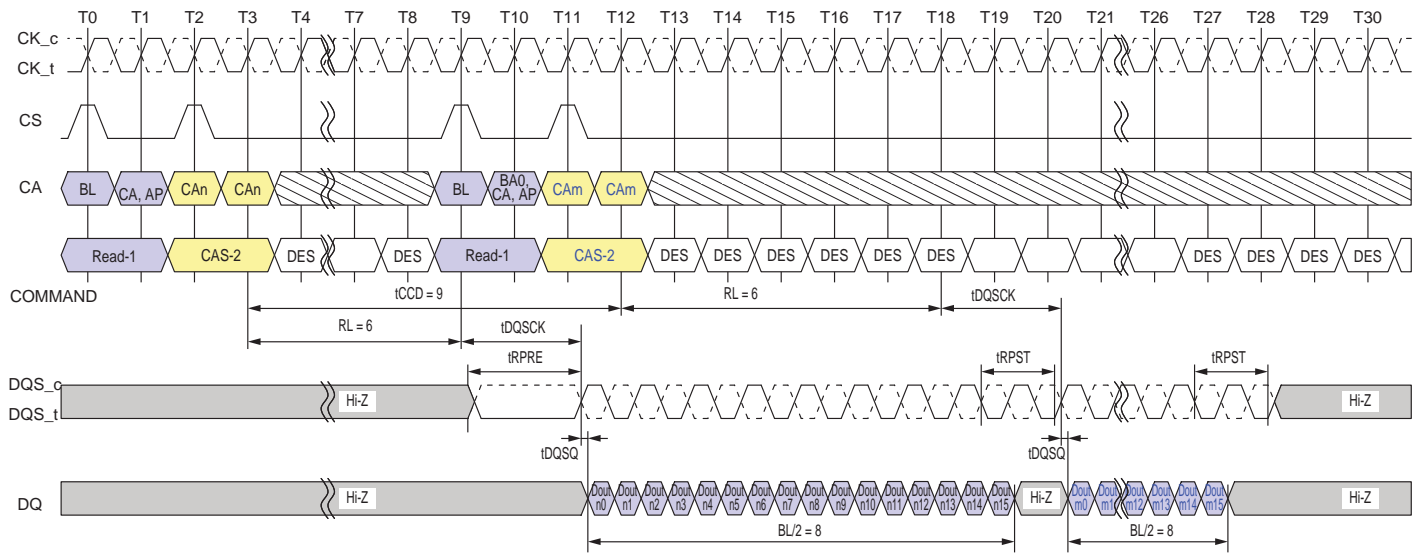 T0 T1 T2 T3 T4 T7 T8 T9 T10 T11 T12 T13 T14 T15 T16 T17 T18 T19 T20 T21 T26 T27 T28 T29 T30
CK_c
CK_t
CS
CA BL CA, AP CAn CAn BL BA0, CA, AP CAm CAm
Read-1 CAS-2 DES DES Read-1 CAS-2 DES DES DES DES DES DES DES DES DES DES
COMMAND
tCCD = 9 RL = 6 tDQSCK
RL = 6 tDQSCK
tRPRE tRPST tRPST
DQS_c
DQS_t
Hi-Z Hi-Z
tDQSQ tDQSQ
DQ Hi-Z Dout n0 Dout n1 Dout n2 Dout n3 Dout n4 Dout n5 Dout n6 Dout n7 Dout n8 Dout n9 Dout n10 Dout n11 Dout n12 Dout n13 Dout n14 Dout n15 Hi-Z Dout m0 Dout m1 Dout m12 Dout m13 Dout m14 Dout m15 Hi-Z
BL/2 = 8 BL/2 = 8